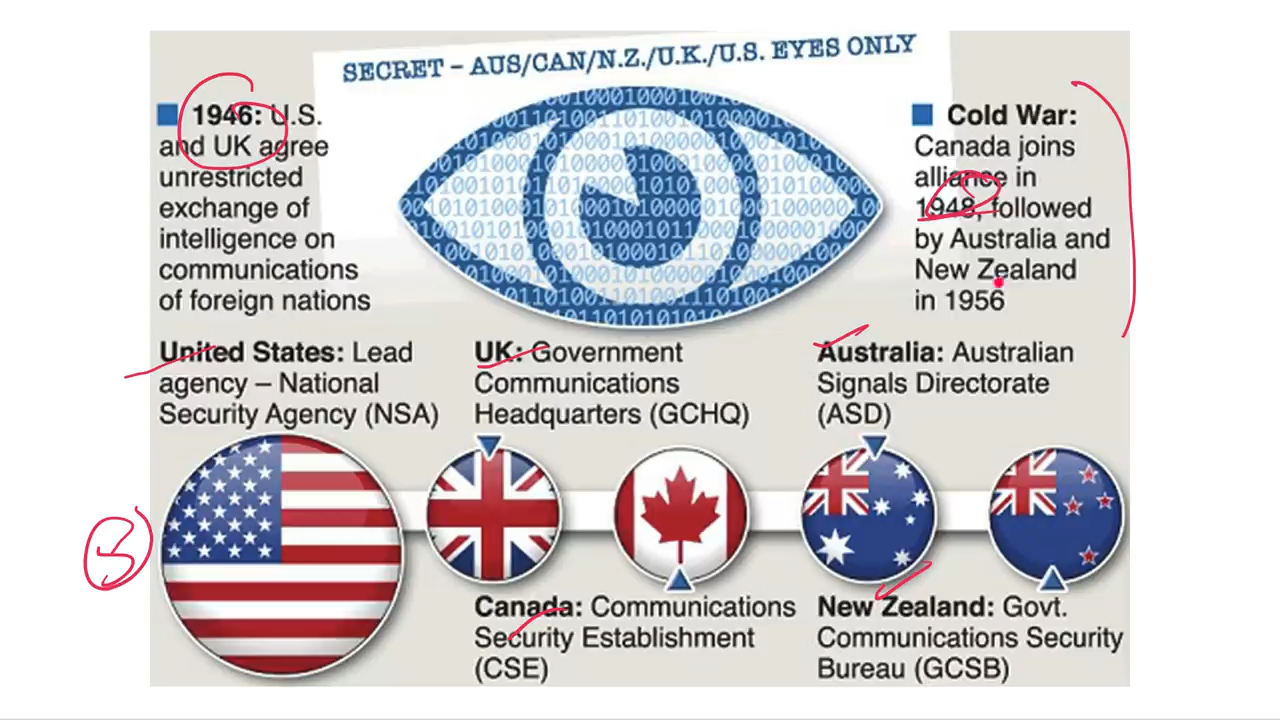 SECRET – AUS/CAN/N.Z./U.K./U.S. EYES ONLY
1946: U.S.
and UK agree
unrestricted
exchange of
intelligence on
communications
of foreign nations
Cold War:
Canada joins
alliance in
1948, followed
by Australia and
New Zealand
in 1956
United States: Lead
agency – National
Security Agency (NSA)
UK: Government
Communications
Headquarters (GCHQ)
Australia: Australian
Signals Directorate
(ASD)
5
Canada: Communications
Security Establishment
(CSE)
New Zealand: Govt.
Communications Security
Bureau (GCSB)